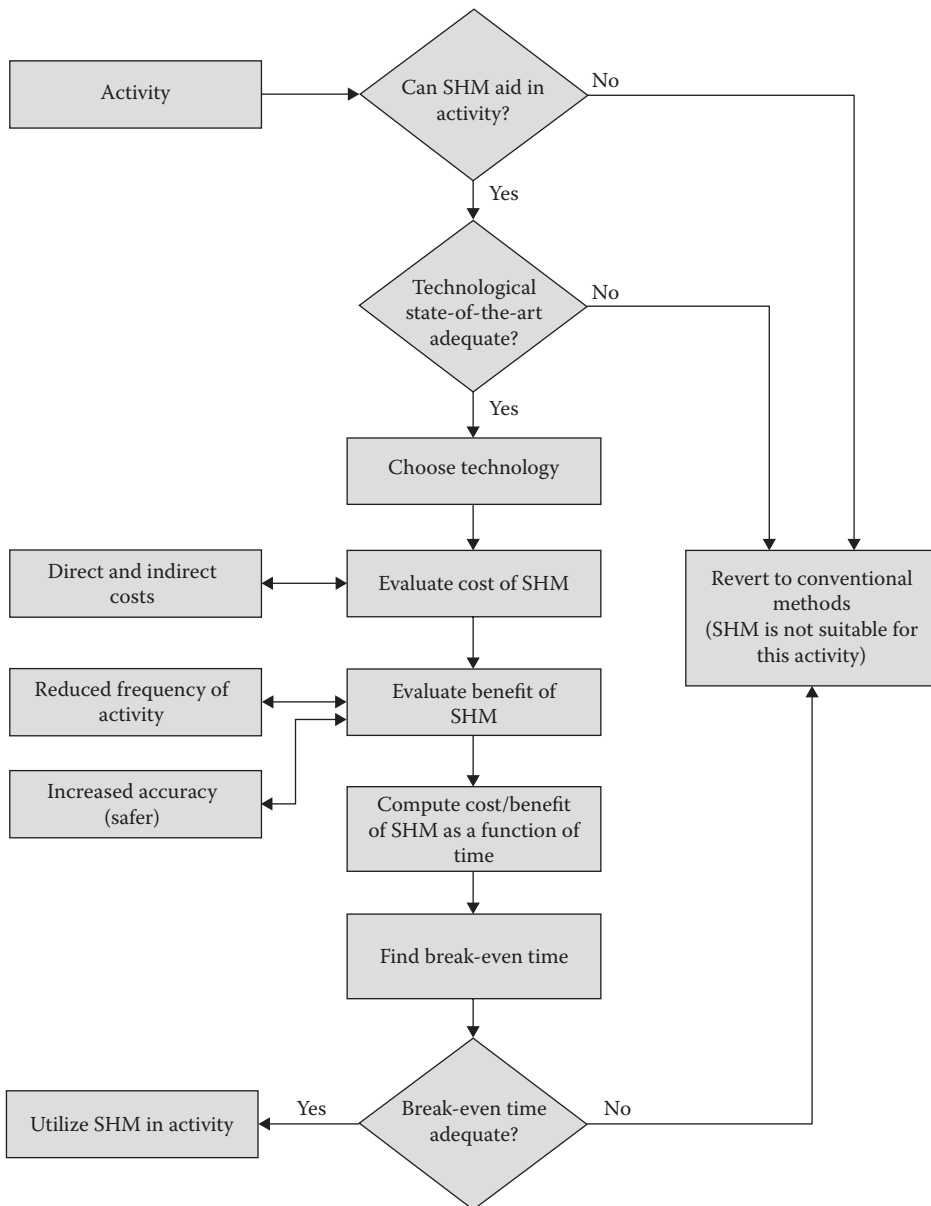 Activity
Can SHM aid in
activity?
No
Yes
Technological
state-of-the-art
adequate?
No
Yes
Choose technology
Direct and indirect
costs
Evaluate cost of SHM
Revert to conventional
methods
(SHM is not suitable for
this activity)
Reduced frequency of
activity
Evaluate benefit of
SHM
Increased accuracy
(safer)
Compute cost/benefit
of SHM as a function of
time
Find break-even time
Utilize SHM in activity
Yes
Break-even time
adequate?
No